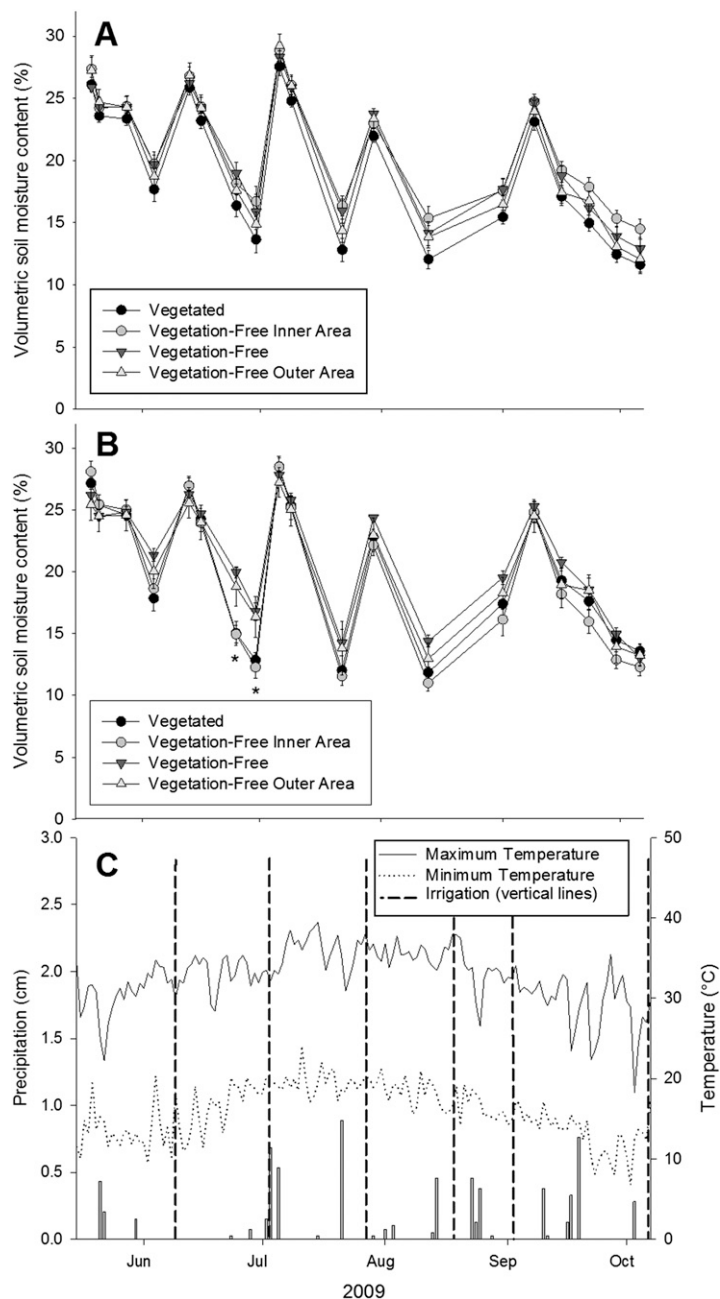 A
Volumetric soil moisture content (%)
30
25
20
15
10
5
0
Vegetated
Vegetation-Free Inner Area
Vegetation-Free
Vegetation-Free Outer Area
B
Volumetric soil moisture content (%)
30
25
20
15
10
5
0
* *
Vegetated
Vegetation-Free Inner Area
Vegetation-Free
Vegetation-Free Outer Area
C
Precipitation (cm)
3.0
2.5
2.0
1.5
1.0
0.5
0.0
Maximum Temperature
Minimum Temperature
Irrigation (vertical lines)
50
40
30
20
10
0
Temperature (°C)
Jun Jul Aug Sep Oct
2009